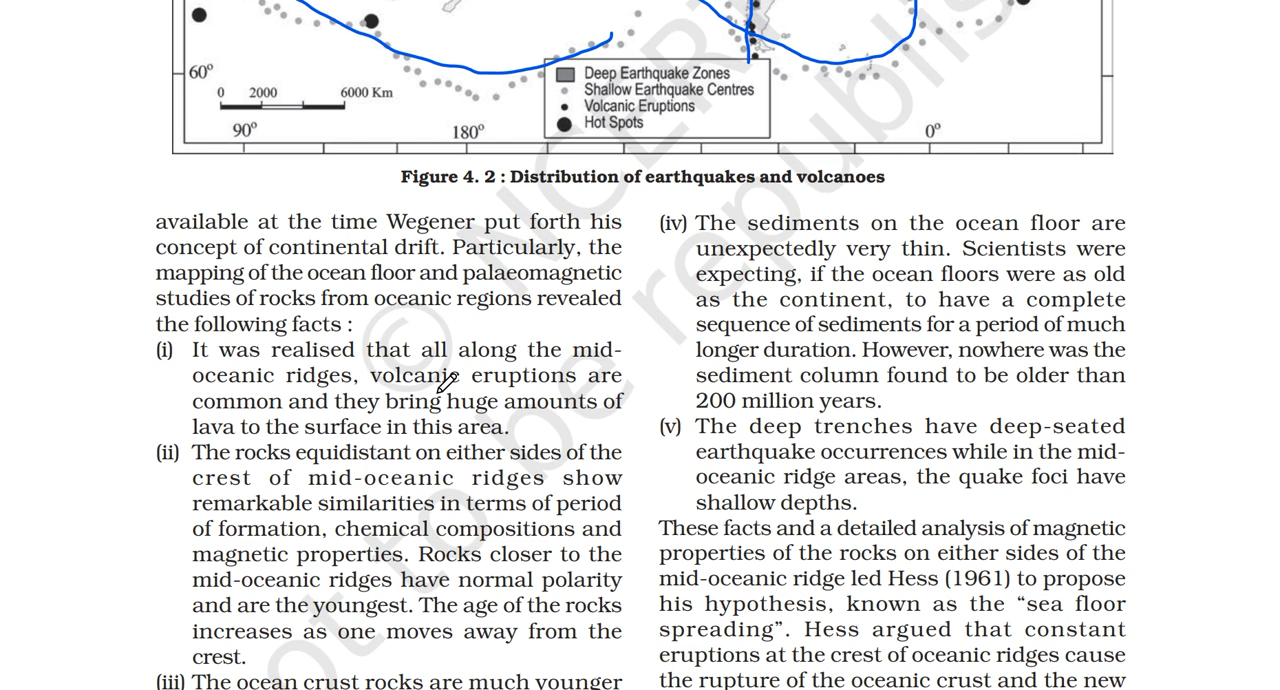 60º
0 2000 6000 Km
90º 180º 0º
Deep Earthquake Zones
Shallow Earthquake Centres
Volcanic Eruptions
Hot Spots
Figure 4. 2 : Distribution of earthquakes and volcanoes
available at the time Wegener put forth his
concept of continental drift. Particularly, the
mapping of the ocean floor and palaeomagnetic
studies of rocks from oceanic regions revealed
the following facts :
(i) It was realised that all along the mid-
oceanic ridges, volcanic eruptions are
common and they bring huge amounts of
lava to the surface in this area.
(ii) The rocks equidistant on either sides of the
crest of mid-oceanic ridges show
remarkable similarities in terms of period
of formation, chemical compositions and
magnetic properties. Rocks closer to the
mid-oceanic ridges have normal polarity
and are the youngest. The age of the rocks
increases as one moves away from the
crest.
(iii) The ocean crust rocks are much younger
(iv) The sediments on the ocean floor are
unexpectedly very thin. Scientists were
expecting, if the ocean floors were as old
as the continent, to have a complete
sequence of sediments for a period of much
longer duration. However, nowhere was the
sediment column found to be older than
200 million years.
(v) The deep trenches have deep-seated
earthquake occurrences while in the mid-
oceanic ridge areas, the quake foci have
shallow depths.
These facts and a detailed analysis of magnetic
properties of the rocks on either sides of the
mid-oceanic ridge led Hess (1961) to propose
his hypothesis, known as the “sea floor
spreading”. Hess argued that constant
eruptions at the crest of oceanic ridges cause
the rupture of the oceanic crust and the new
© NCERT
not to be republis